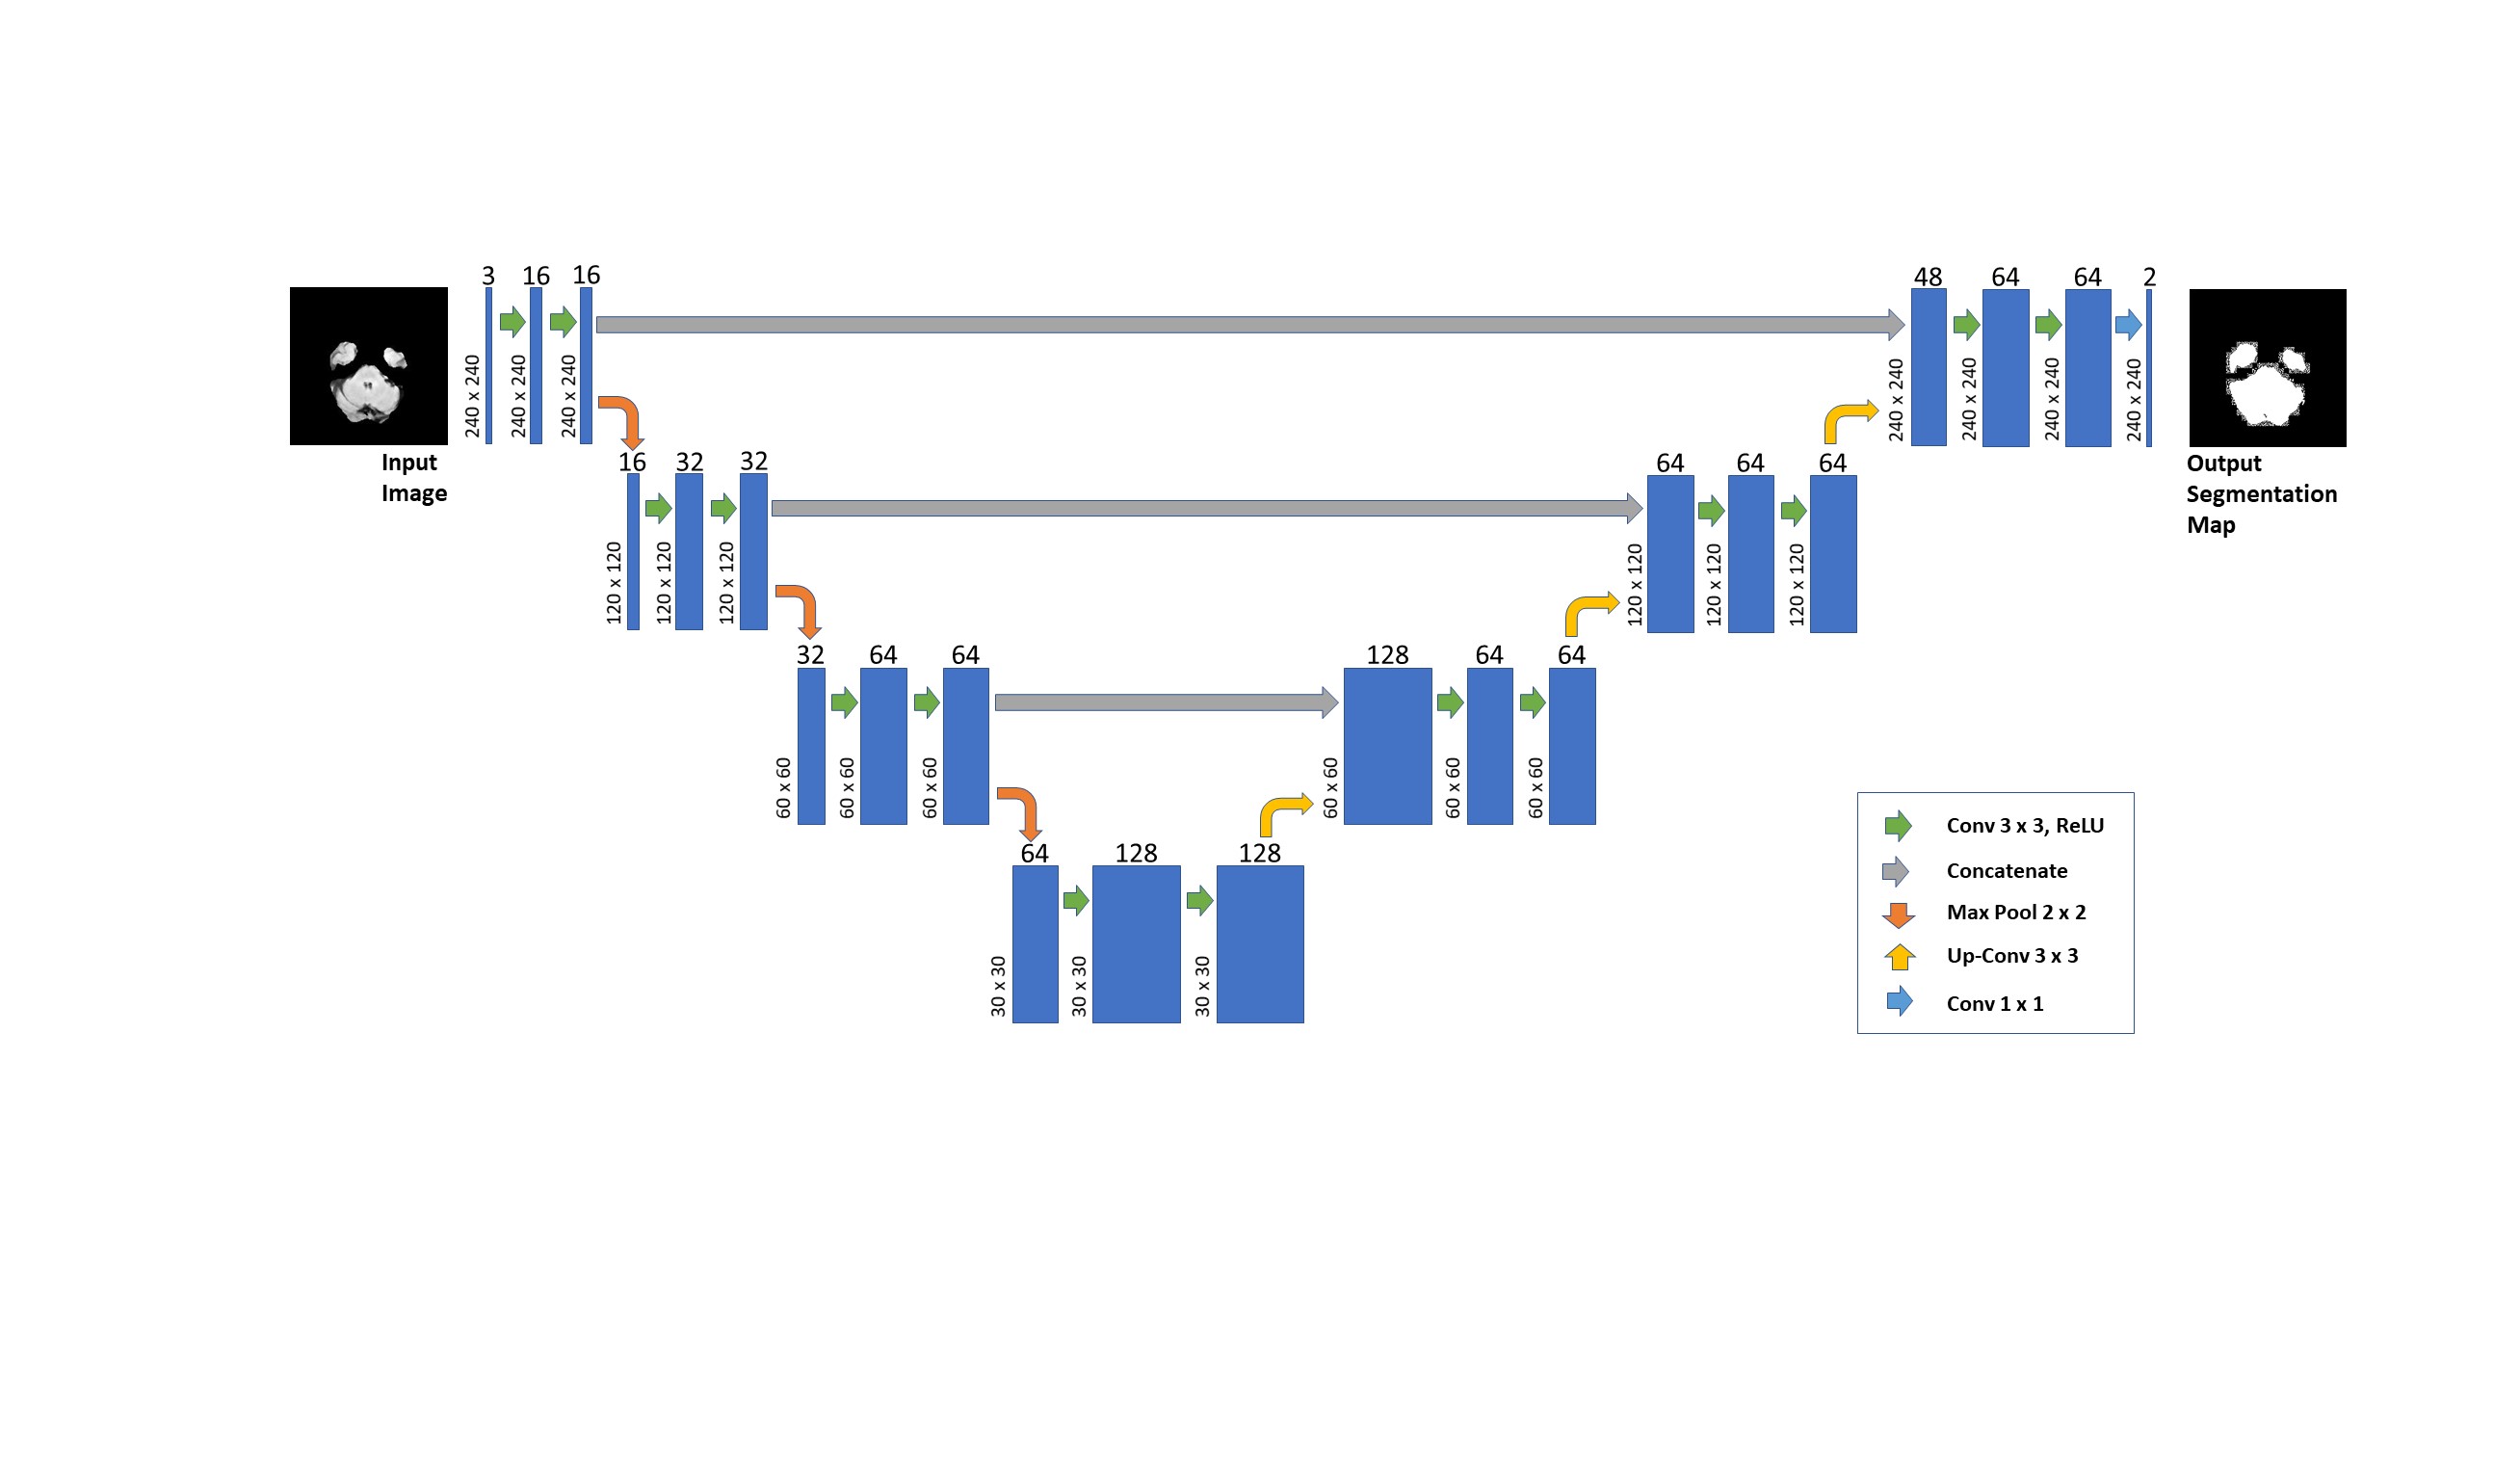 3 16 16
240 x 240
240 x 240
240 x 240
Input
Image
16 32 32
120 x 120
120 x 120
120 x 120
32 64 64
60 x 60
60 x 60
60 x 60
64 128 128
30 x 30
30 x 30
30 x 30
128 64 64
60 x 60
60 x 60
60 x 60
64 64 64
120 x 120
120 x 120
120 x 120
48 64 64 2
240 x 240
240 x 240
240 x 240
240 x 240
Output
Segmentation
Map
Conv 3 x 3, ReLU
Concatenate
Max Pool 2 x 2
Up-Conv 3 x 3
Conv 1 x 1